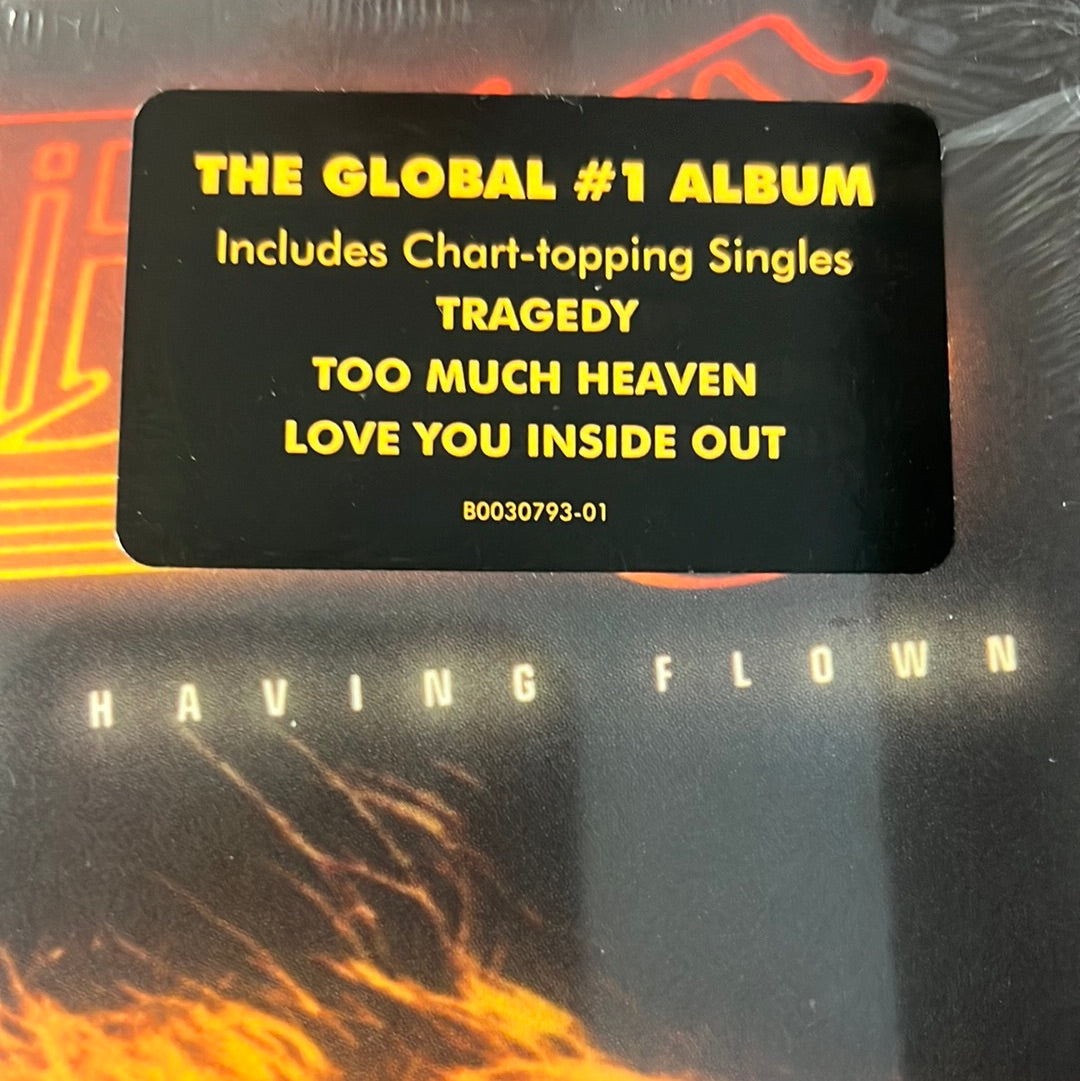 THE GLOBAL #1 ALBUM
Includes Chart-topping Singles
TRAGEDY
TOO MUCH HEAVEN
LOVE YOU INSIDE OUT
B0030793-01
HAVING FLOWN